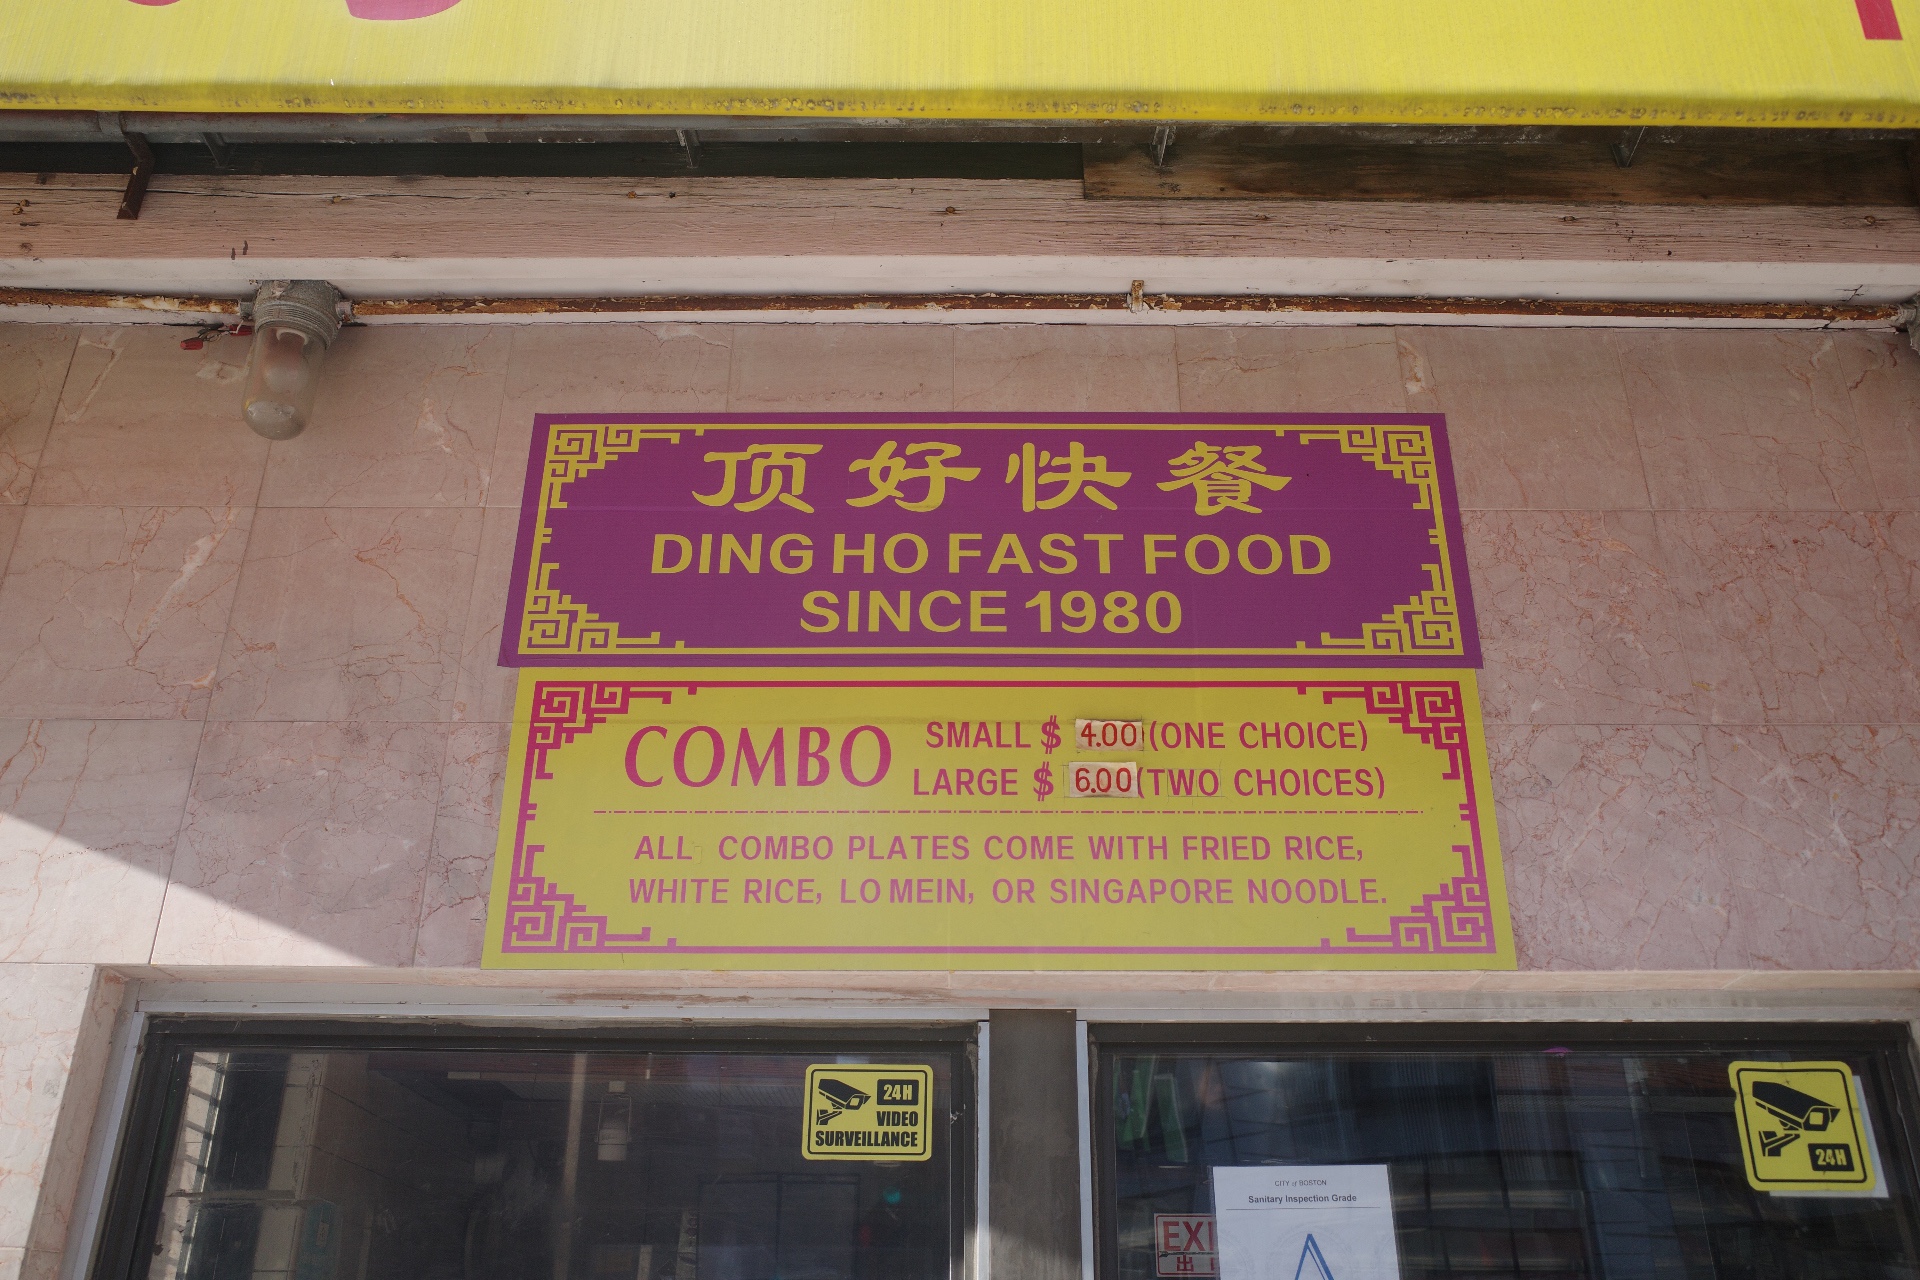 顶好快餐
DING HO FAST FOOD
SINCE 1980
COMBO
SMALL $ 4.00 (ONE CHOICE)
LARGE $ 6.00 (TWO CHOICES)
ALL COMBO PLATES COME WITH FRIED RICE,
WHITE RICE, LO MEIN, OR SINGAPORE NOODLE.
24H
VIDEO
SURVEILLANCE
24H
CITY of BOSTON
Sanitary Inspection Grade
A
EXI
出